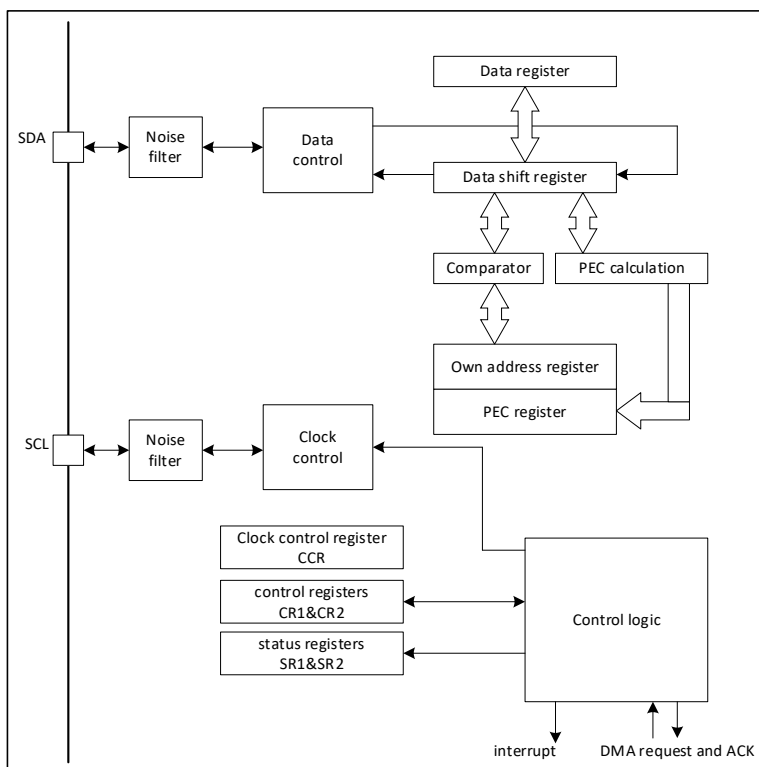 Data register
SDA
Noise
filter
Data
control
Data shift register
Comparator
PEC calculation
Own address register
PEC register
SCL
Noise
filter
Clock
control
Clock control register
CCR
control registers
CR1&CR2
Control logic
status registers
SR1&SR2
interrupt
DMA request and ACK